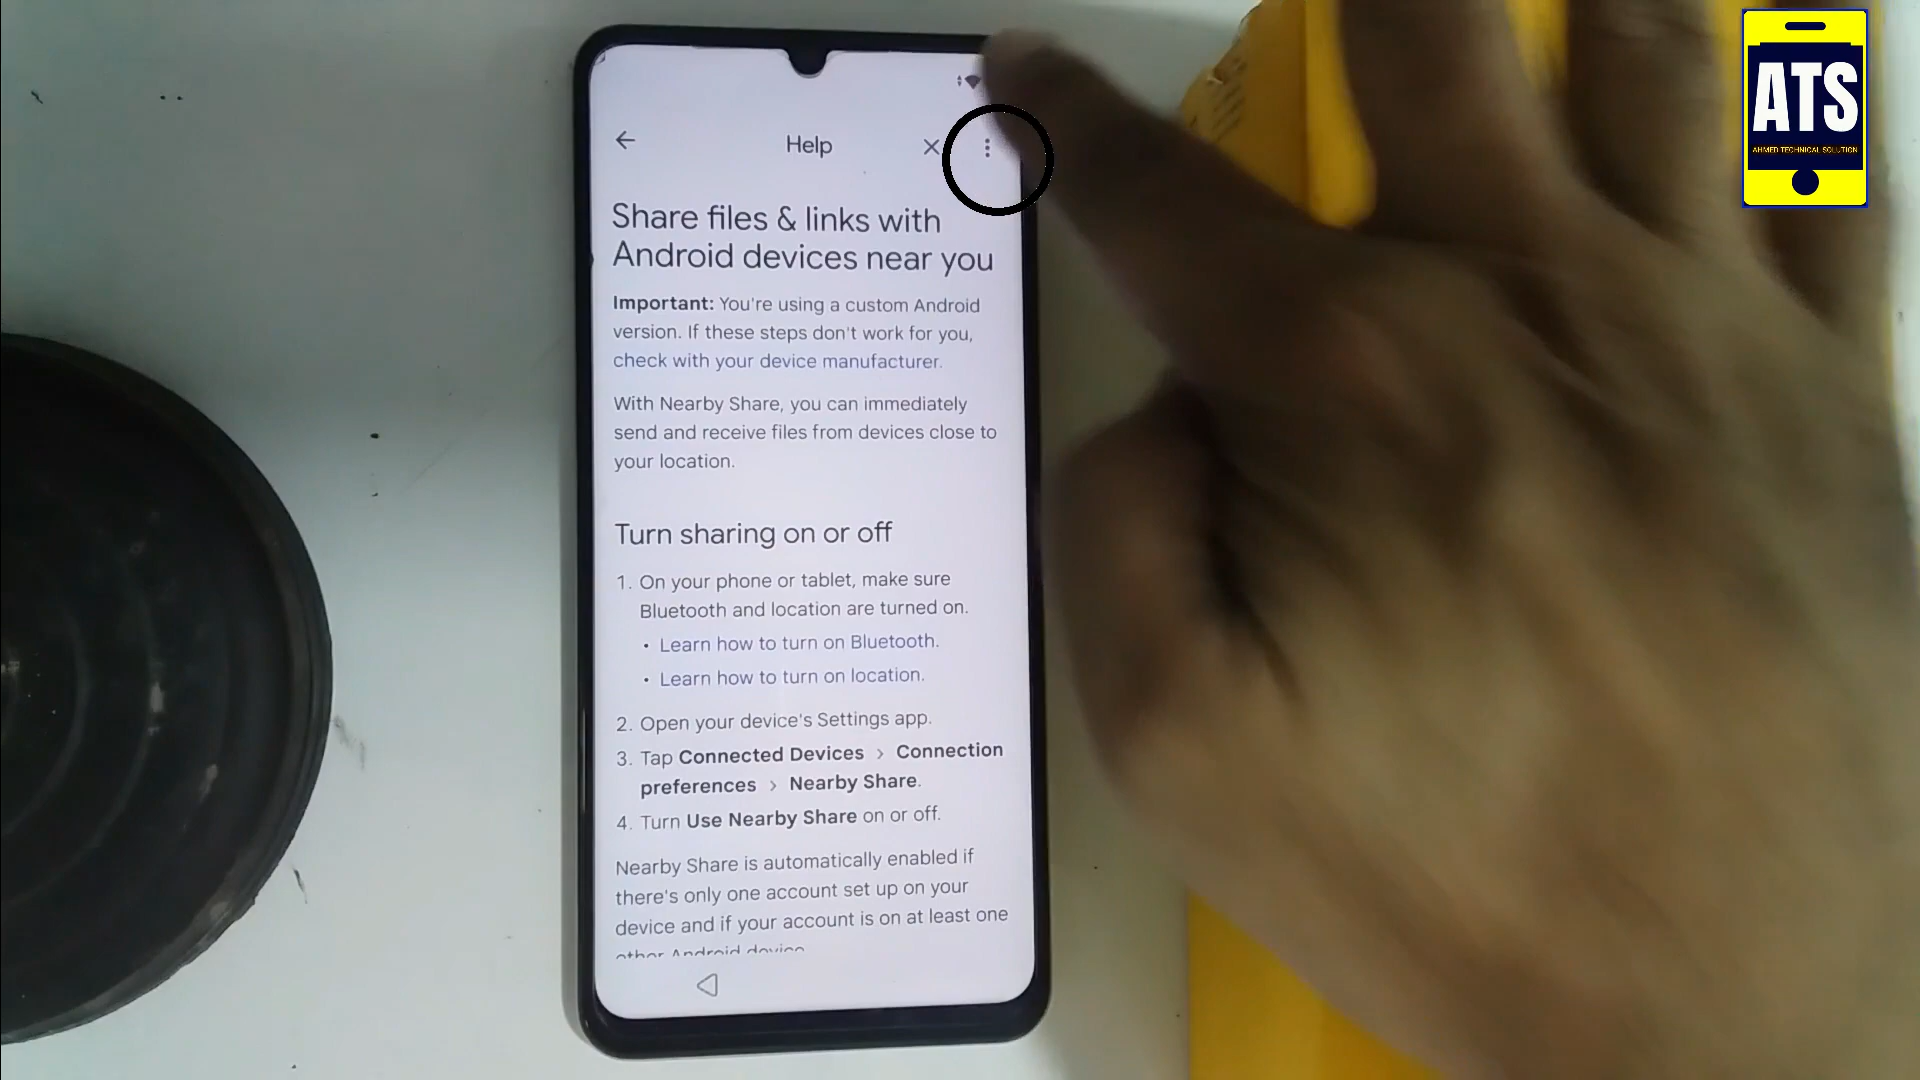 ATS
AHMED TECHNICAL SOLUTION
Help
Share files & links with
Android devices near you
Important: You're using a custom Android
version. If these steps don't work for you,
check with your device manufacturer.
With Nearby Share, you can immediately
send and receive files from devices close to
your location.
Turn sharing on or off
1. On your phone or tablet, make sure
Bluetooth and location are turned on.
• Learn how to turn on Bluetooth.
• Learn how to turn on location.
2. Open your device's Settings app.
3. Tap Connected Devices > Connection
preferences > Nearby Share.
4. Turn Use Nearby Share on or off.
Nearby Share is automatically enabled if
there's only one account set up on your
device and if your account is on at least one
other Android device